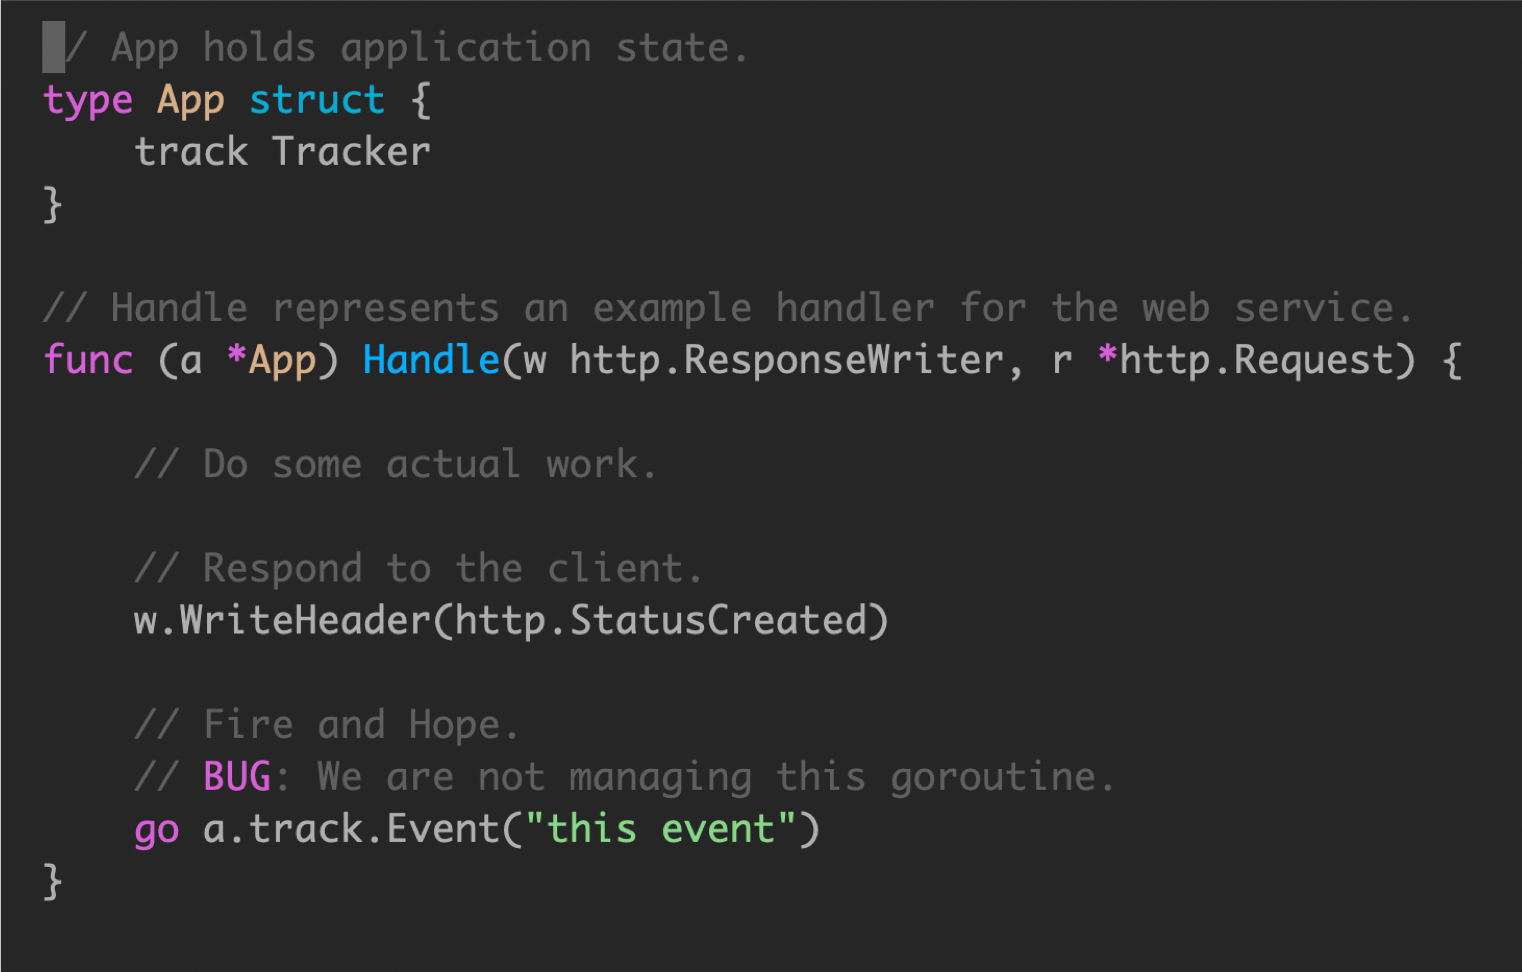 / App holds application state.
type App struct {
    track Tracker
}

// Handle represents an example handler for the web service.
func (a *App) Handle(w http.ResponseWriter, r *http.Request) {

    // Do some actual work.

    // Respond to the client.
    w.WriteHeader(http.StatusCreated)

    // Fire and Hope.
    // BUG: We are not managing this goroutine.
    go a.track.Event("this event")
}